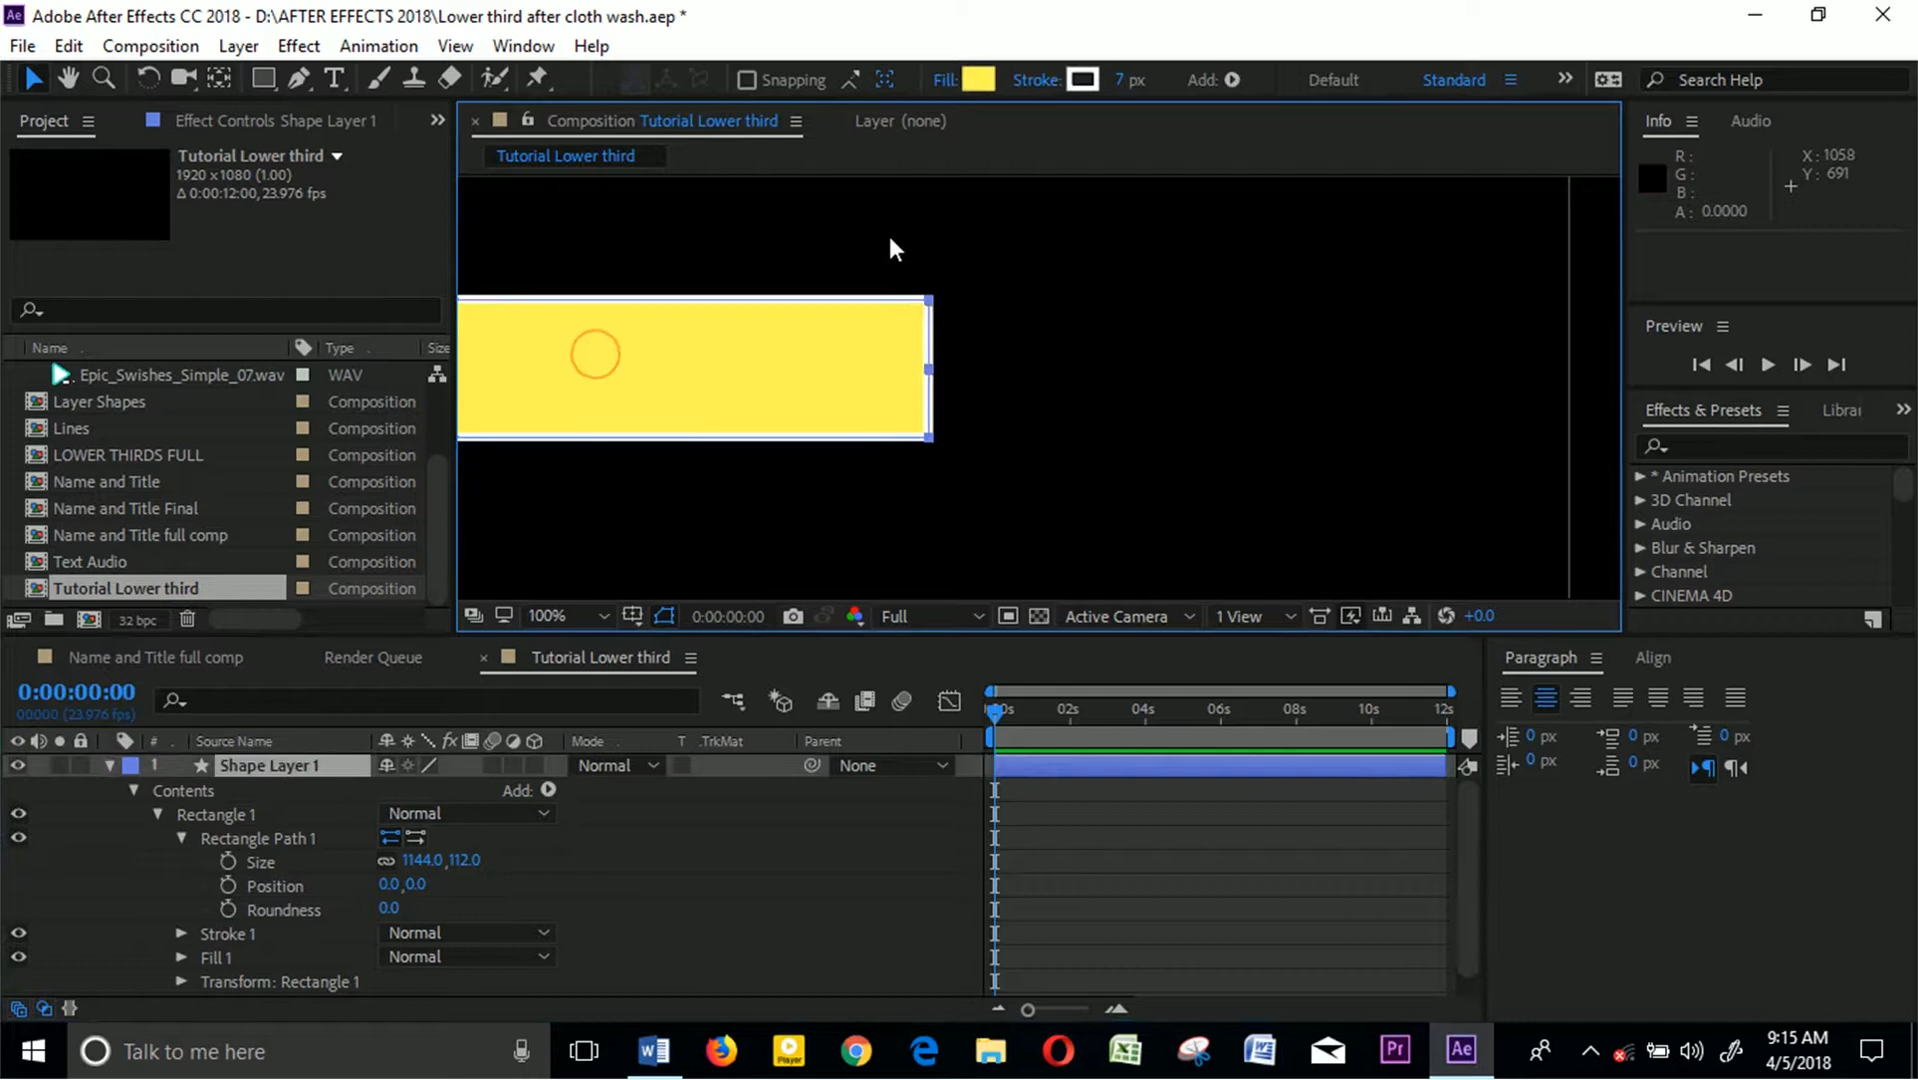 Adobe After Effects CC 2018 - D:\AFTER EFFECTS 2018\Lower third after cloth wash.aep *
File Edit Composition Layer Effect Animation View Window Help
Snapping Fill: Stroke: 7 px Add: Default Standard Search Help
Project Effect Controls Shape Layer 1
Composition Tutorial Lower third Layer (none)
Info Audio
Tutorial Lower third
Tutorial Lower third
1920 x1080 (1.00)
Δ 0:00:12:00, 23.976 fps
R :
G :
B :
A : 0.0000
X : 1058
Y : 691
Preview
Name Type Size
Epic_Swishes_Simple_07.wav WAV
Layer Shapes Composition
Lines Composition
LOWER THIRDS FULL Composition
Name and Title Composition
Name and Title Final Composition
Name and Title full comp Composition
Text Audio Composition
Tutorial Lower third Composition
32 bpc
Effects & Presets Librai
* Animation Presets
3D Channel
Audio
Blur & Sharpen
Channel
CINEMA 4D
100% 0:00:00:00 Full Active Camera 1 View +0.0
Name and Title full comp Render Queue Tutorial Lower third
Paragraph Align
0:00:00:00
00000 (23.976 fps)
0s 02s 04s 06s 08s 10s 12s
0 px 0 px 0 px
0 px 0 px
# Source Name fx Mode T .TrkMat Parent
1 Shape Layer 1 Normal None
Contents Add:
Rectangle 1 Normal
Rectangle Path 1
Size 1144.0,112.0
Position 0.0,0.0
Roundness 0.0
Stroke 1 Normal
Fill 1 Normal
Transform: Rectangle 1
Talk to me here
Player
Pr
Ae
9:15 AM
4/5/2018